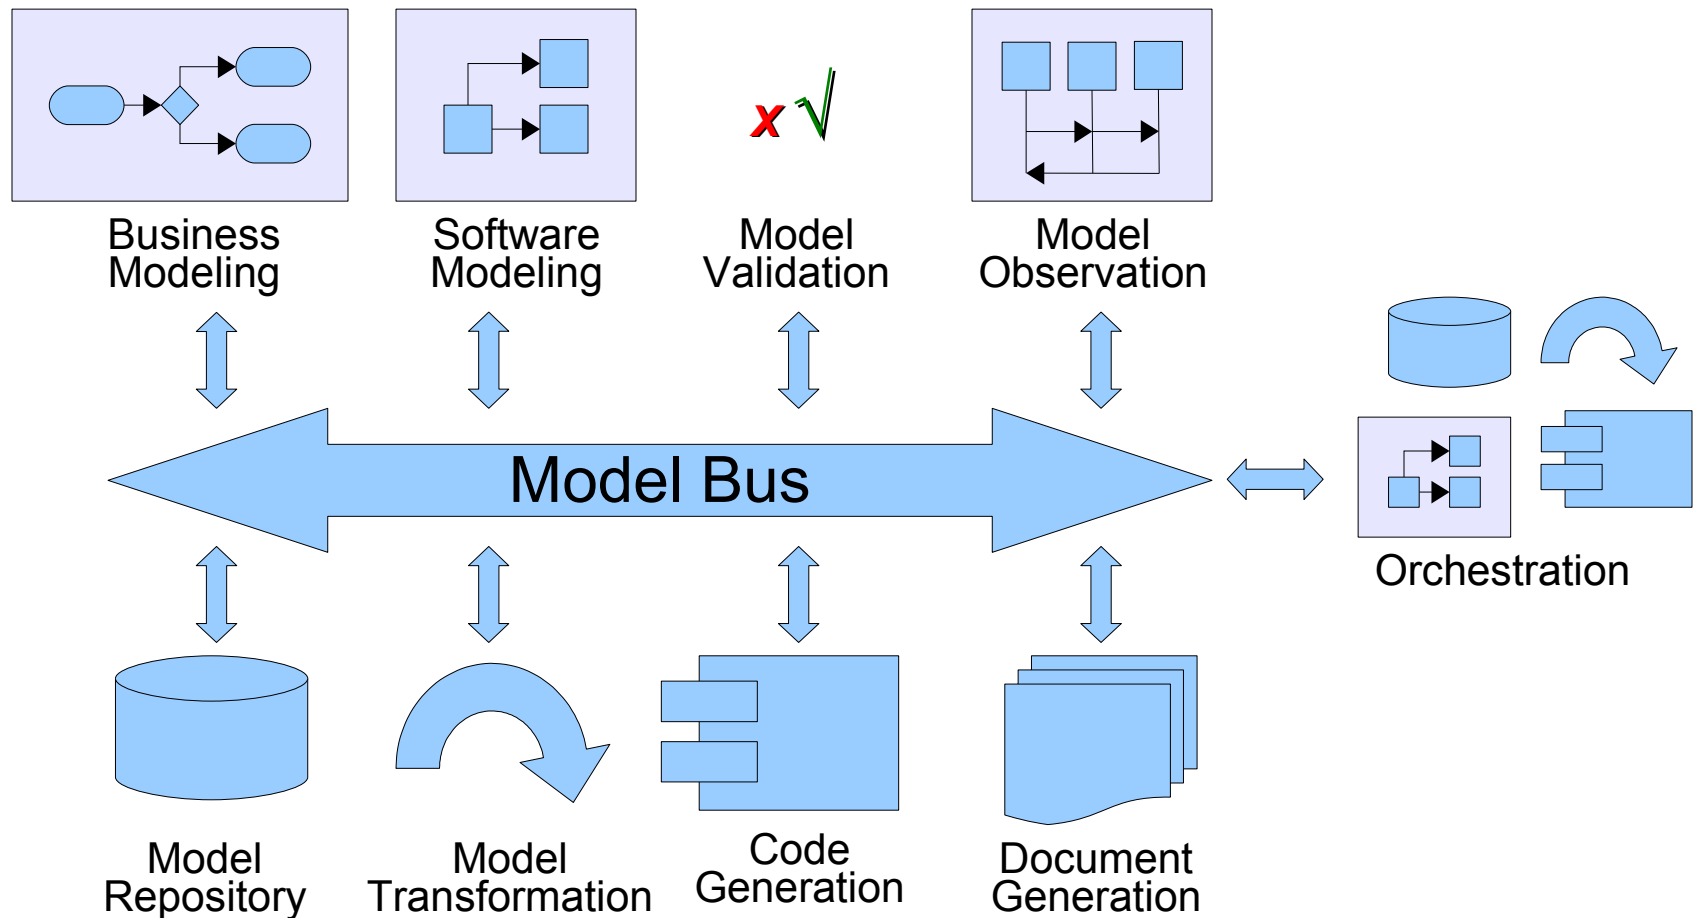 Business
Modeling
Software
Modeling
x √
Model
Validation
Model
Observation
Model Bus
Orchestration
Model
Repository
Model
Transformation
Code
Generation
Document
Generation